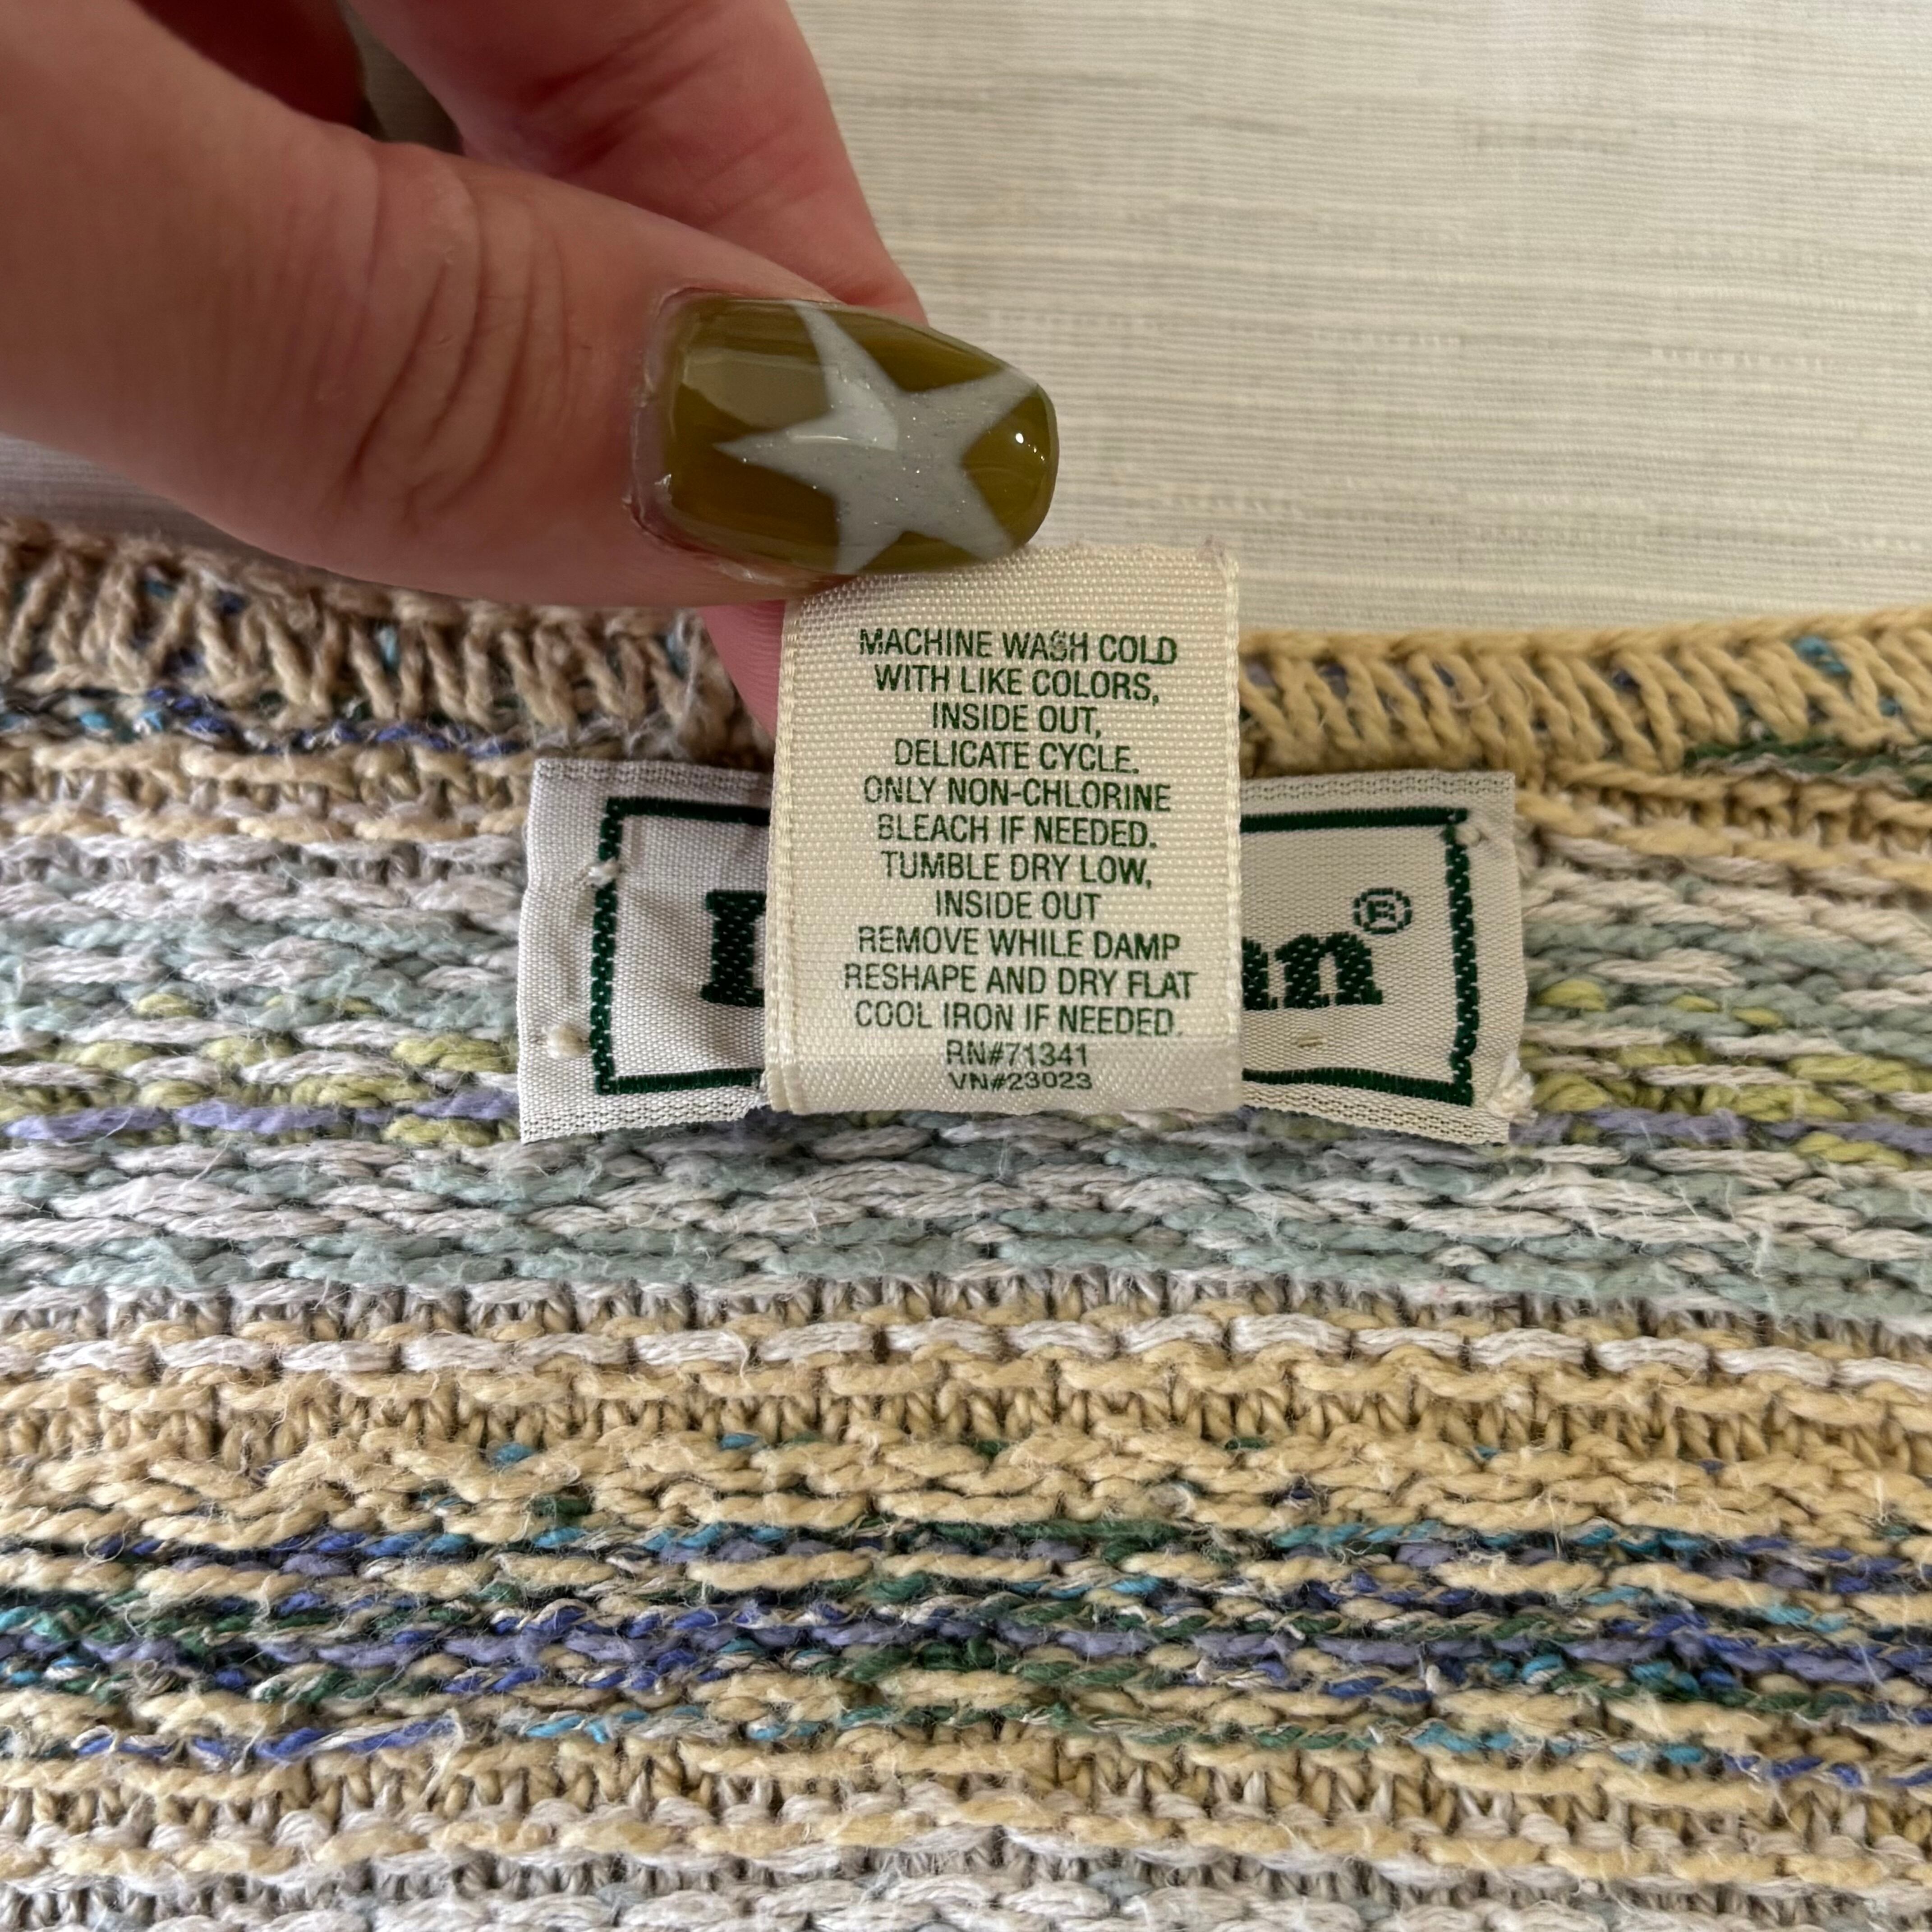 MACHINE WASH COLD
WITH LIKE COLORS,
INSIDE OUT,
DELICATE CYCLE.
ONLY NON-CHLORINE
BLEACH IF NEEDED.
TUMBLE DRY LOW,
INSIDE OUT
REMOVE WHILE DAMP
RESHAPE AND DRY FLAT
COOL IRON IF NEEDED.
RN#71341
VN#23023